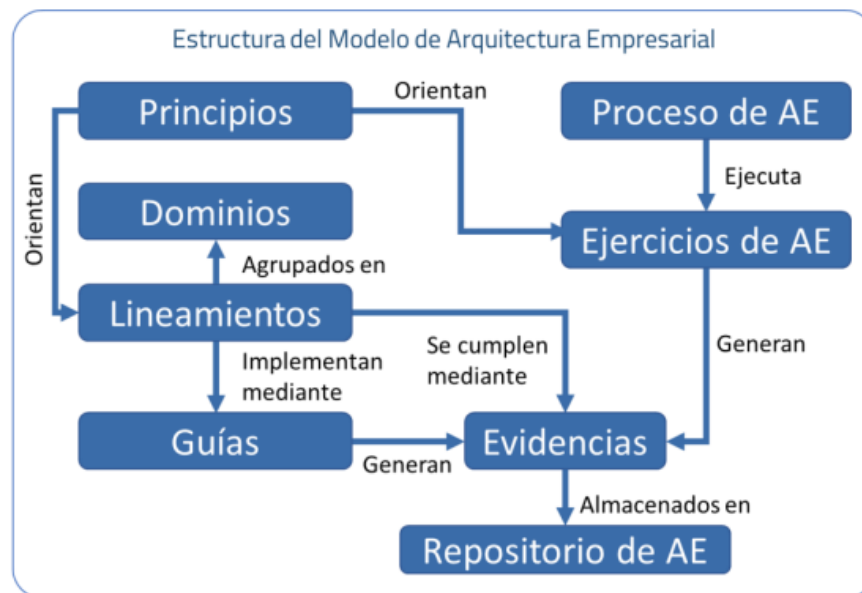 Estructura del Modelo de Arquitectura Empresarial
Principios
Orientan
Proceso de AE
Ejecuta
Orientan
Dominios
Ejercicios de AE
Agrupados en
Lineamientos
Implementan
mediante
Se cumplen
mediante
Generan
Guías
Generan
Evidencias
Almacenados en
Repositorio de AE